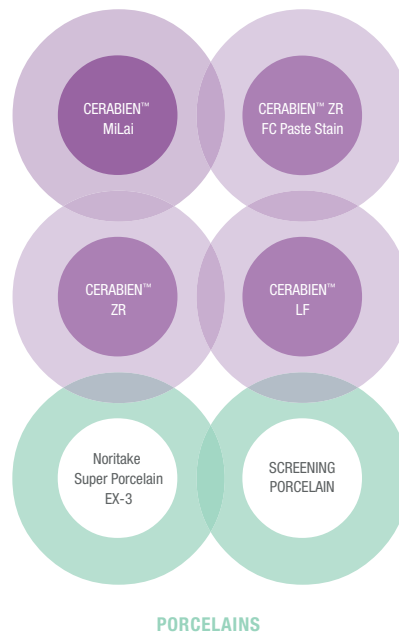 CERABIEN™
MiLai
CERABIEN™ ZR
FC Paste Stain
CERABIEN™
ZR
CERABIEN™
LF
Noritake
Super Porcelain
EX-3
SCREENING
PORCELAIN
PORCELAINS